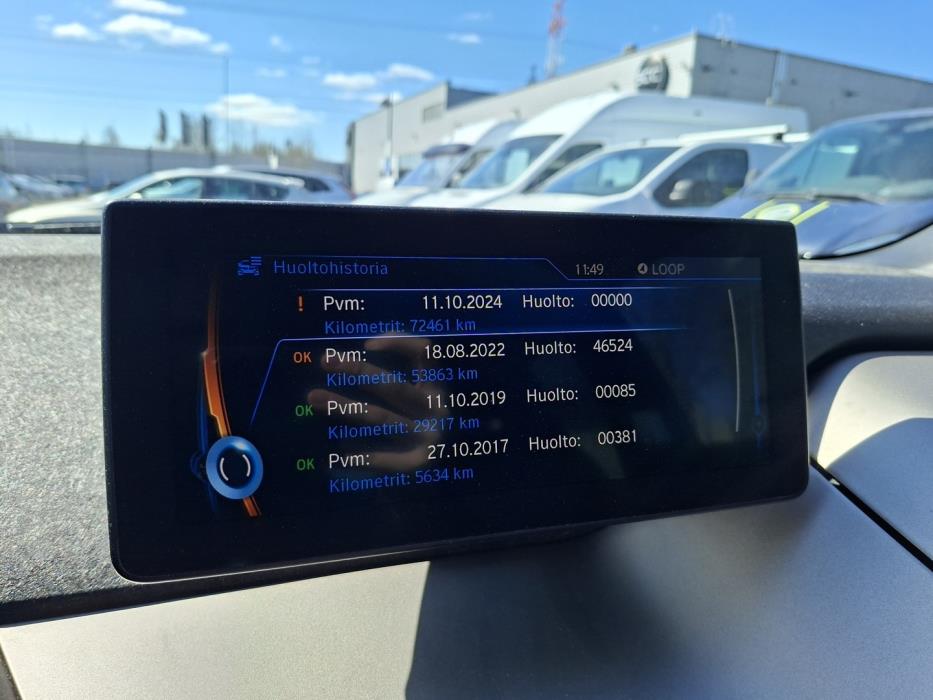 Huoltohistoria 11:49 LOOP
! Pvm: 11.10.2024 Huolto: 00000
Kilometrit: 72461 km
OK Pvm: 18.08.2022 Huolto: 46524
Kilometrit: 53863 km
OK Pvm: 11.10.2019 Huolto: 00085
Kilometrit: 29217 km
OK Pvm: 27.10.2017 Huolto: 00381
Kilometrit: 5634 km